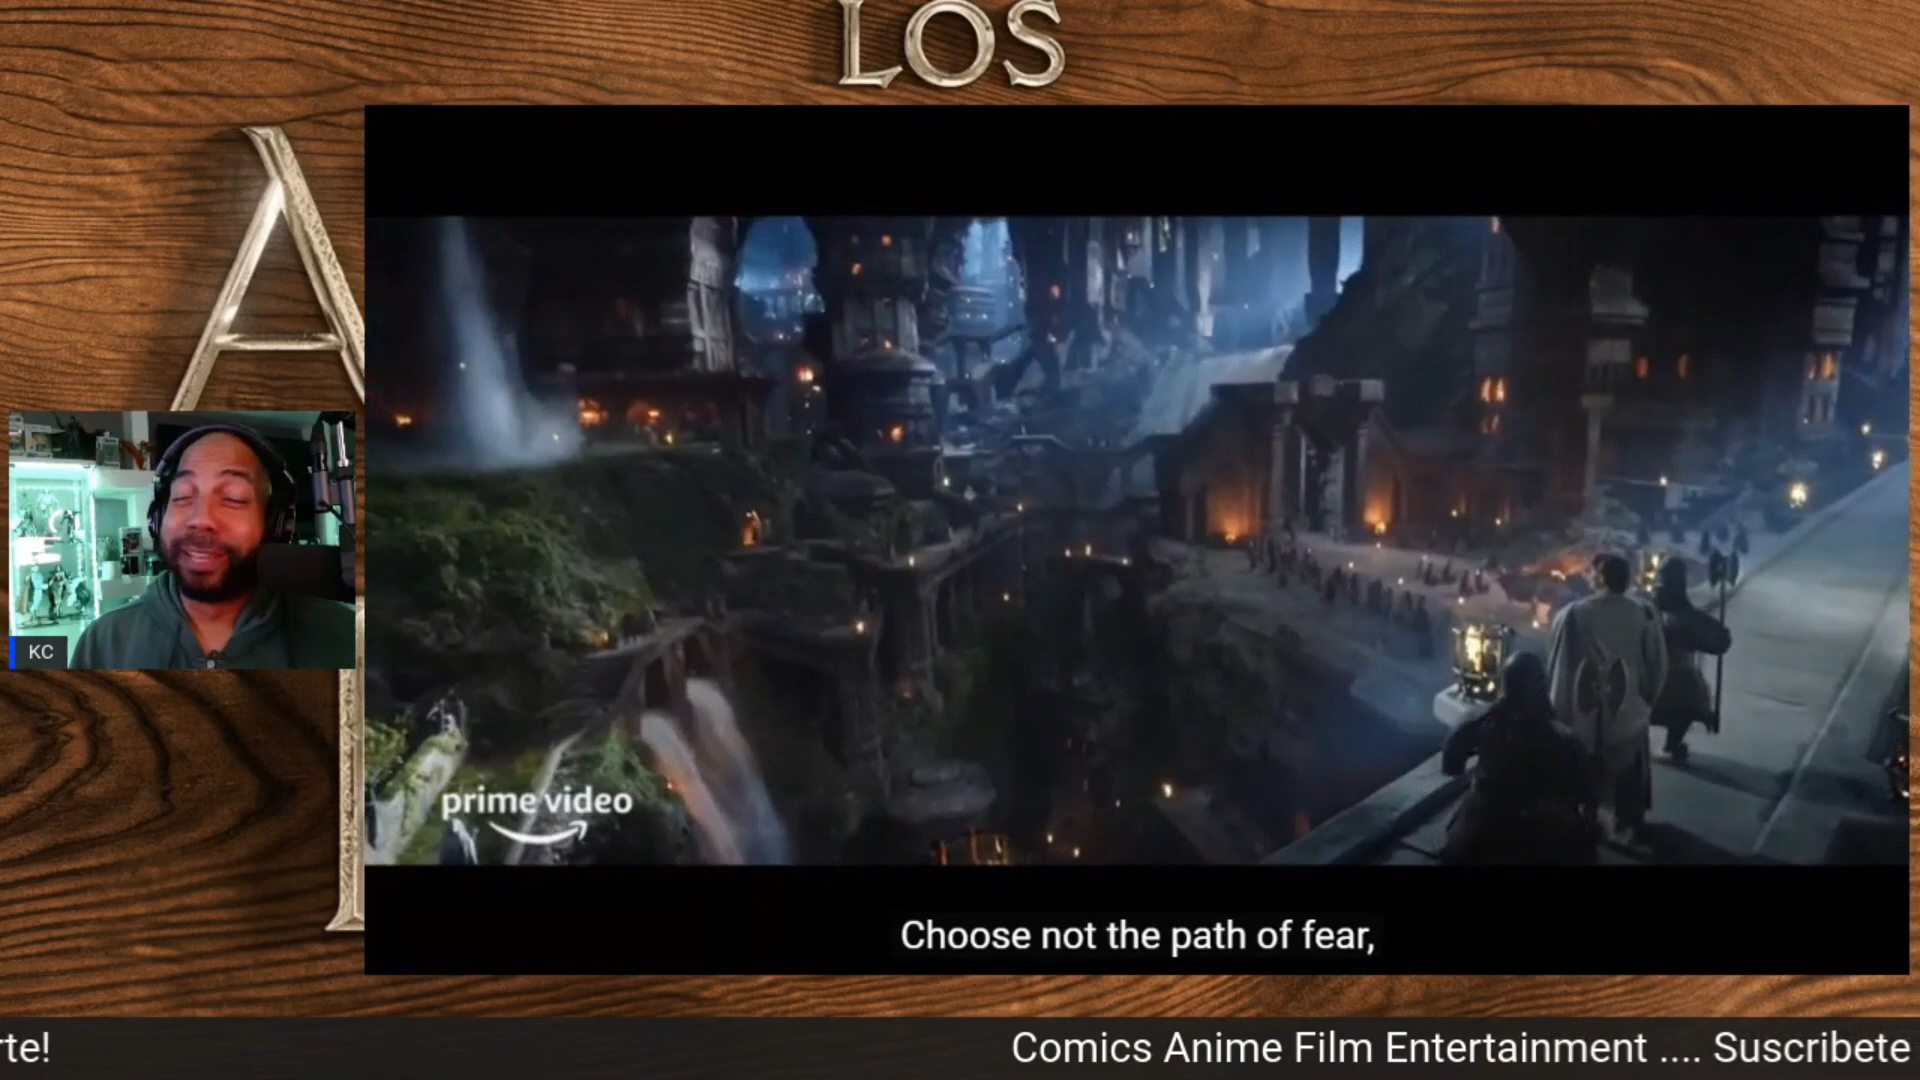 LOS
A
KC
prime video
Choose not the path of fear,
rte!
Comics Anime Film Entertainment .... Suscribete